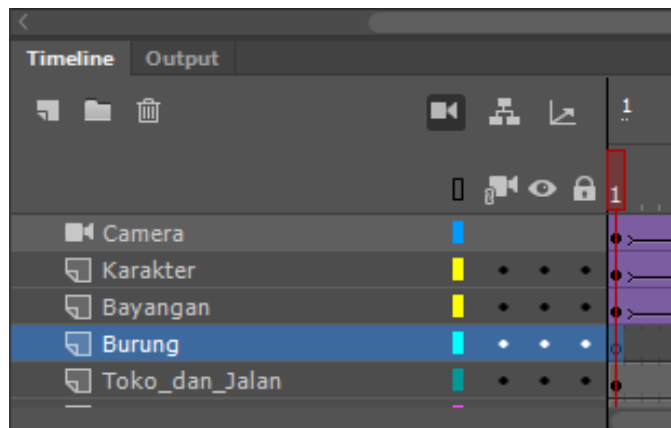 Timeline Output
1
1
Camera
Karakter
Bayangan
Burung
Toko_dan_Jalan